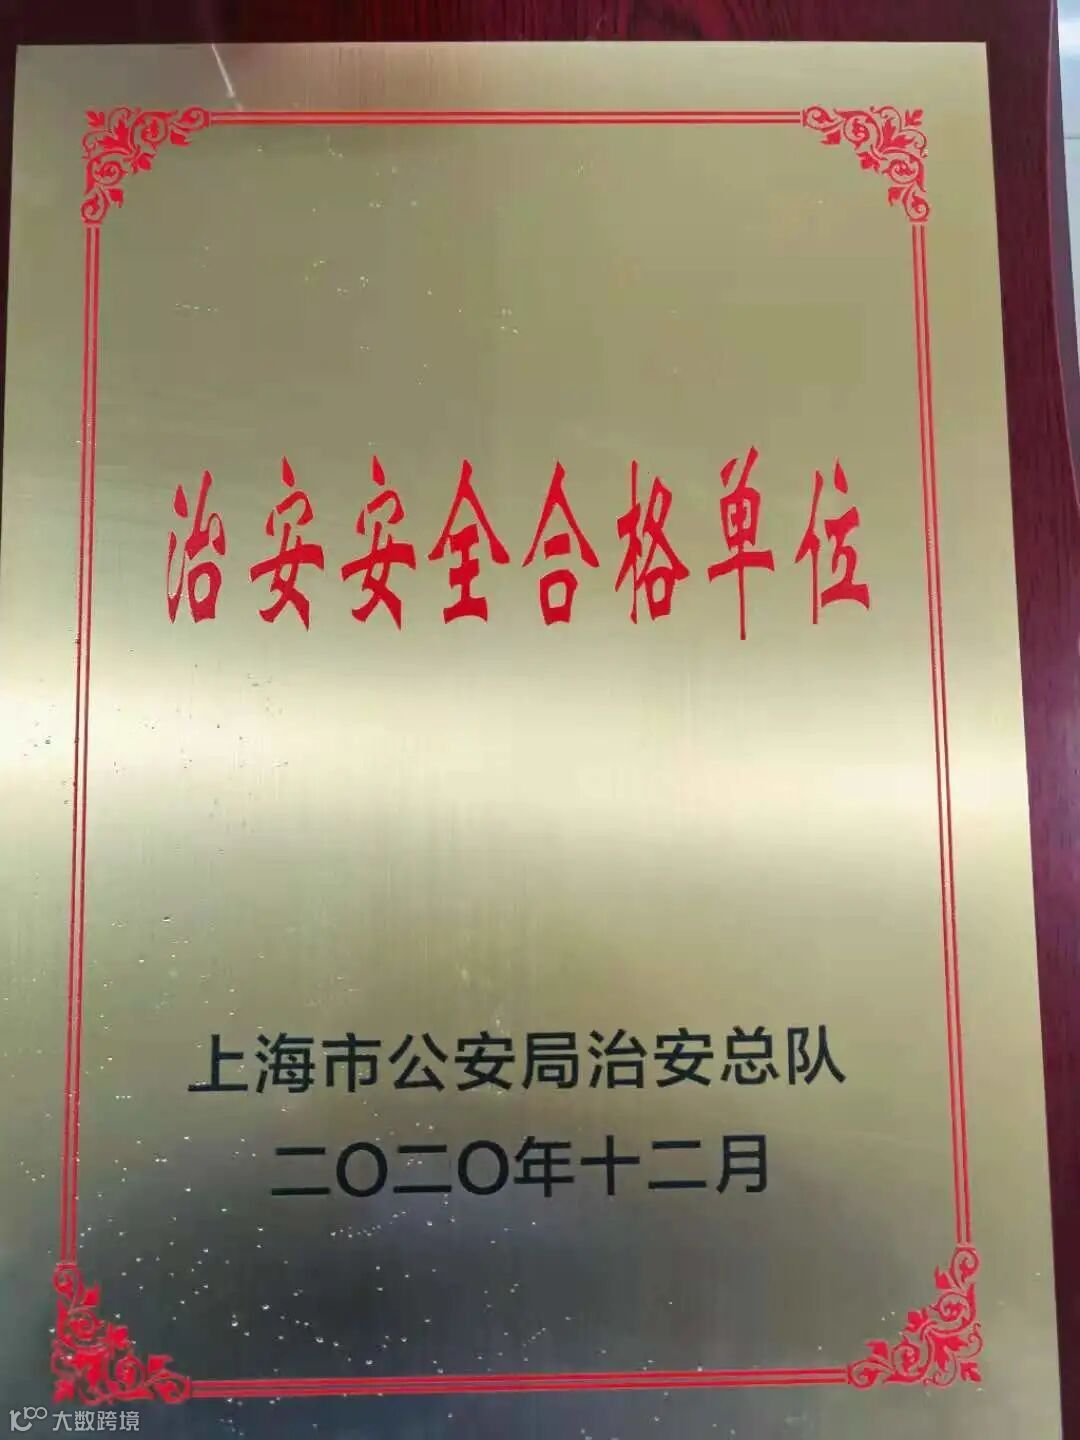 治安安全合格单位
上海市公安局治安总队
二〇二〇年十二月
大数跨境